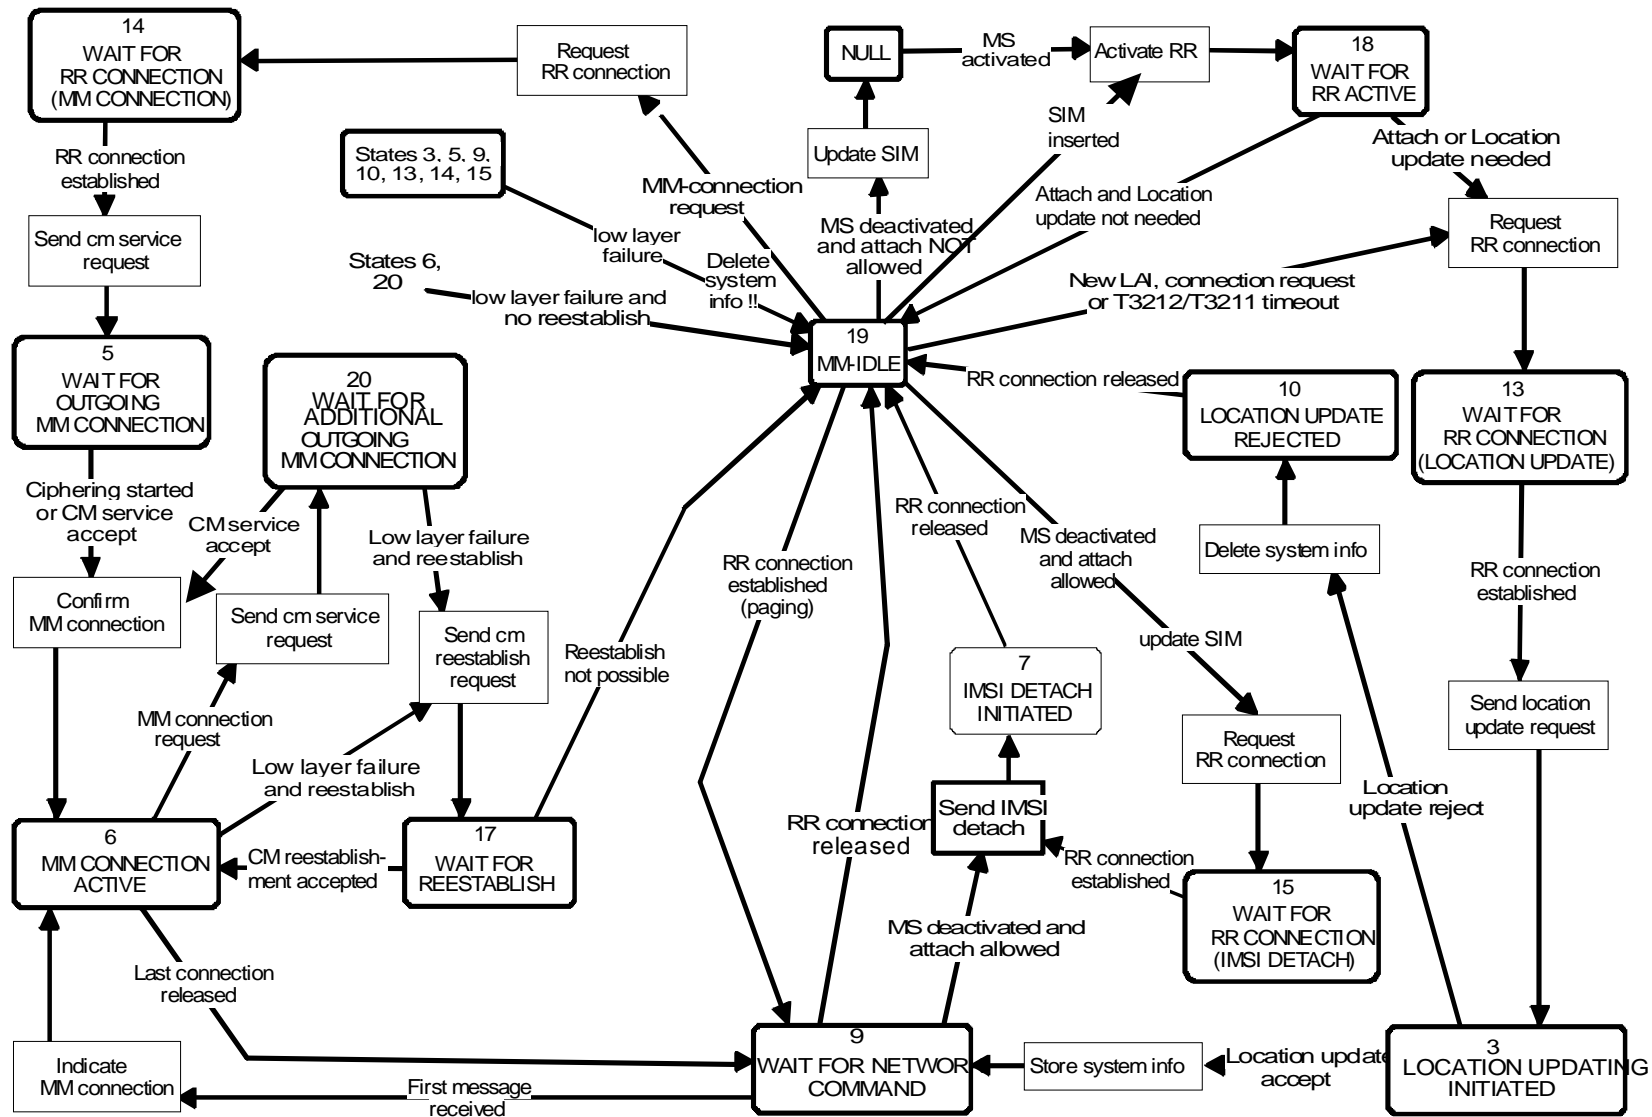 14
WAIT FOR
RR CONNECTION
(MM CONNECTION)
Request
RR connection
NULL
MS
activated
Activate RR
18
WAIT FOR
RR ACTIVE
RR connection
established
States 3, 5, 9,
10, 13, 14, 15
Update SIM
SIM
inserted
Attach or Location
update needed
MM-connection
request
Attach and Location
update not needed
Send cm service
request
low layer
failure
MS deactivated
and attach NOT
allowed
Request
RR connection
States 6,
20
Delete
system
info !!
low layer failure and
no reestablish
New LAI, connection request
or T3212/T3211 timeout
19
MM-IDLE
5
WAIT FOR
OUTGOING
MM CONNECTION
20
WAIT FOR
ADDITIONAL
OUTGOING
MM CONNECTION
RR connection released
10
LOCATION UPDATE
REJECTED
13
WAIT FOR
RR CONNECTION
(LOCATION UPDATE)
Ciphering started
or CM service
accept
CM service
accept
Low layer failure
and reestablish
RR connection
released
MS deactivated
and attach
allowed
Delete system info
RR connection
established
(paging)
RR connection
established
Confirm
MM connection
Send cm service
request
Send cm
reestablish
request
Reestablish
not possible
update SIM
7
IMSI DETACH
INITIATED
Send location
update request
MM connection
request
Request
RR connection
Low layer failure
and reestablish
Send IMSI
detach
Location
update reject
RR connection
released
6
MM CONNECTION
ACTIVE
CM reestablish-
ment accepted
17
WAIT FOR
REESTABLISH
RR connection
established
15
WAIT FOR
RR CONNECTION
(IMSI DETACH)
MS deactivated and
attach allowed
Last connection
released
9
WAIT FOR NETWOR
COMMAND
Indicate
MM connection
First message
received
Store system info
Location update
accept
3
LOCATION UPDATING
INITIATED